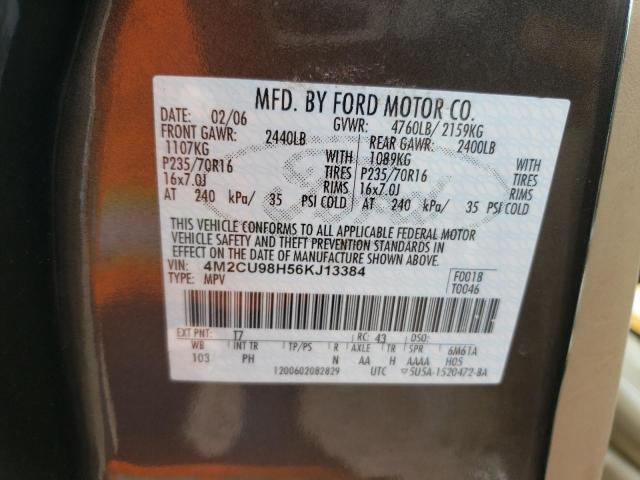 MFD. BY FORD MOTOR CO.
DATE: 02/06 GVWR: 4760LB/ 2159KG
FRONT GAWR: 2440LB REAR GAWR: 2400LB
1107KG WITH 1089KG WITH
P235/70R16 TIRES P235/70R16 TIRES
16x7.0J RIMS 16x7.0J RIMS
AT 240 kPa/ 35 PSI COLD AT 240 kPa/ 35 PSI COLD
THIS VEHICLE CONFORMS TO ALL APPLICABLE FEDERAL MOTOR
VEHICLE SAFETY AND THEFT PREVENTION STANDARDS IN
EFFECT ON THE DATE OF MANUFACTURE SHOWN ABOVE.
VIN: 4M2CU98H56KJ13384 F0018
TYPE: MPV T0046
EXT PNT: T7 RC: 43 DSO:
WB INT TR TP/PS R AXLE TR SPR 6M6TA
103 PH N AA H AAAA H05
1200602082829 UTC ▽5U5A-1520472-BA
Ford